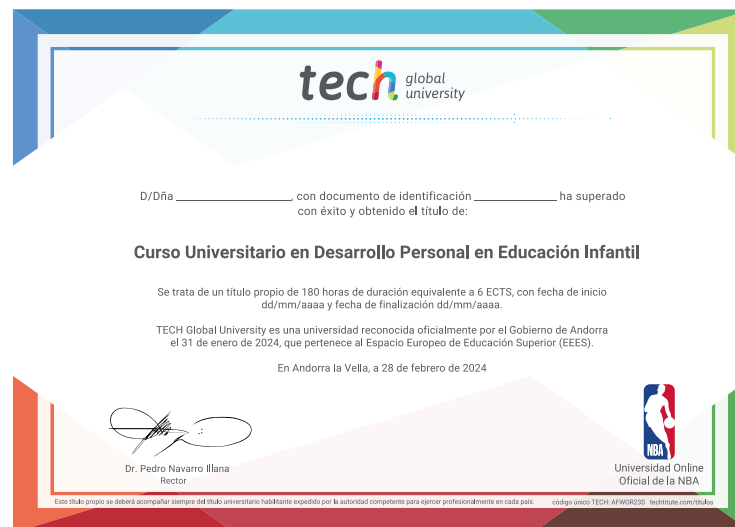 tech global university
D/Dña ____________________, con documento de identificación ______________ ha superado
con éxito y obtenido el título de:
Curso Universitario en Desarrollo Personal en Educación Infantil
Se trata de un título propio de 180 horas de duración equivalente a 6 ECTS, con fecha de inicio
dd/mm/aaaa y fecha de finalización dd/mm/aaaa.
TECH Global University es una universidad reconocida oficialmente por el Gobierno de Andorra
el 31 de enero de 2024, que pertenece al Espacio Europeo de Educación Superior (EEES).
En Andorra la Vella, a 28 de febrero de 2024
Dr. Pedro Navarro Illana
Rector
NBA
Universidad Online
Oficial de la NBA
Este título propio se deberá acompañar siempre del título universitario habilitante expedido por la autoridad competente para ejercer profesionalmente en cada país. código único TECH: AFWOR23S techtitute.com/titulos